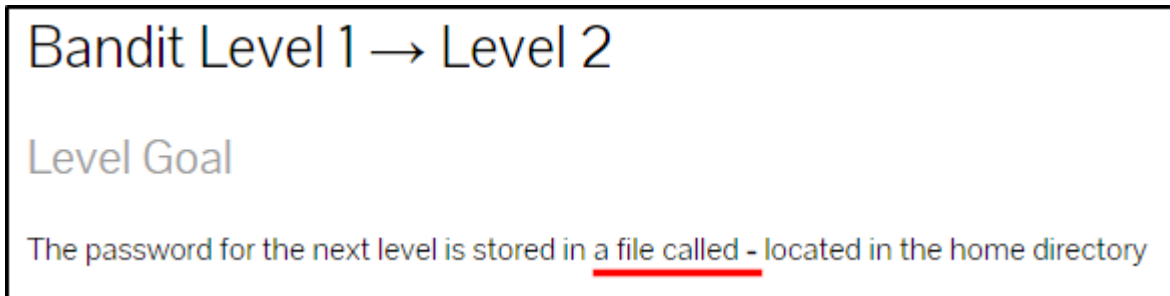 Bandit Level 1 → Level 2
Level Goal
The password for the next level is stored in a file called - located in the home directory